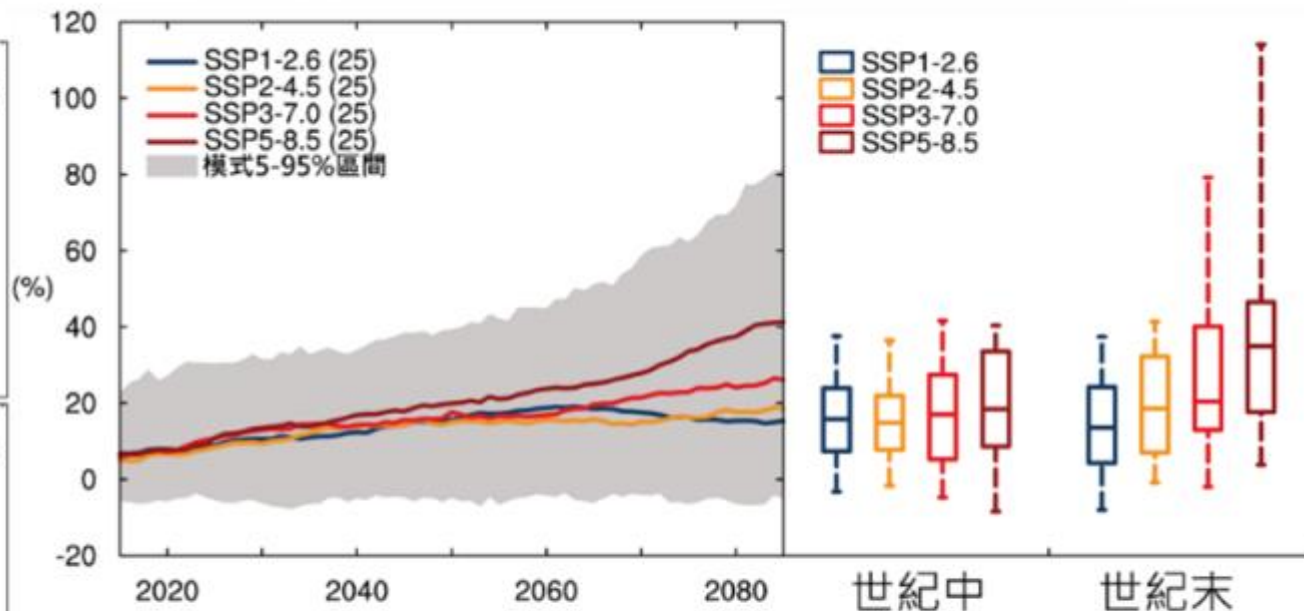 120
100
80
60
40
20
0
-20
(%)
SSP1-2.6 (25)
SSP2-4.5 (25)
SSP3-7.0 (25)
SSP5-8.5 (25)
模式5-95%區間
2020
2040
2060
2080
SSP1-2.6
SSP2-4.5
SSP3-7.0
SSP5-8.5
世紀中
世紀末